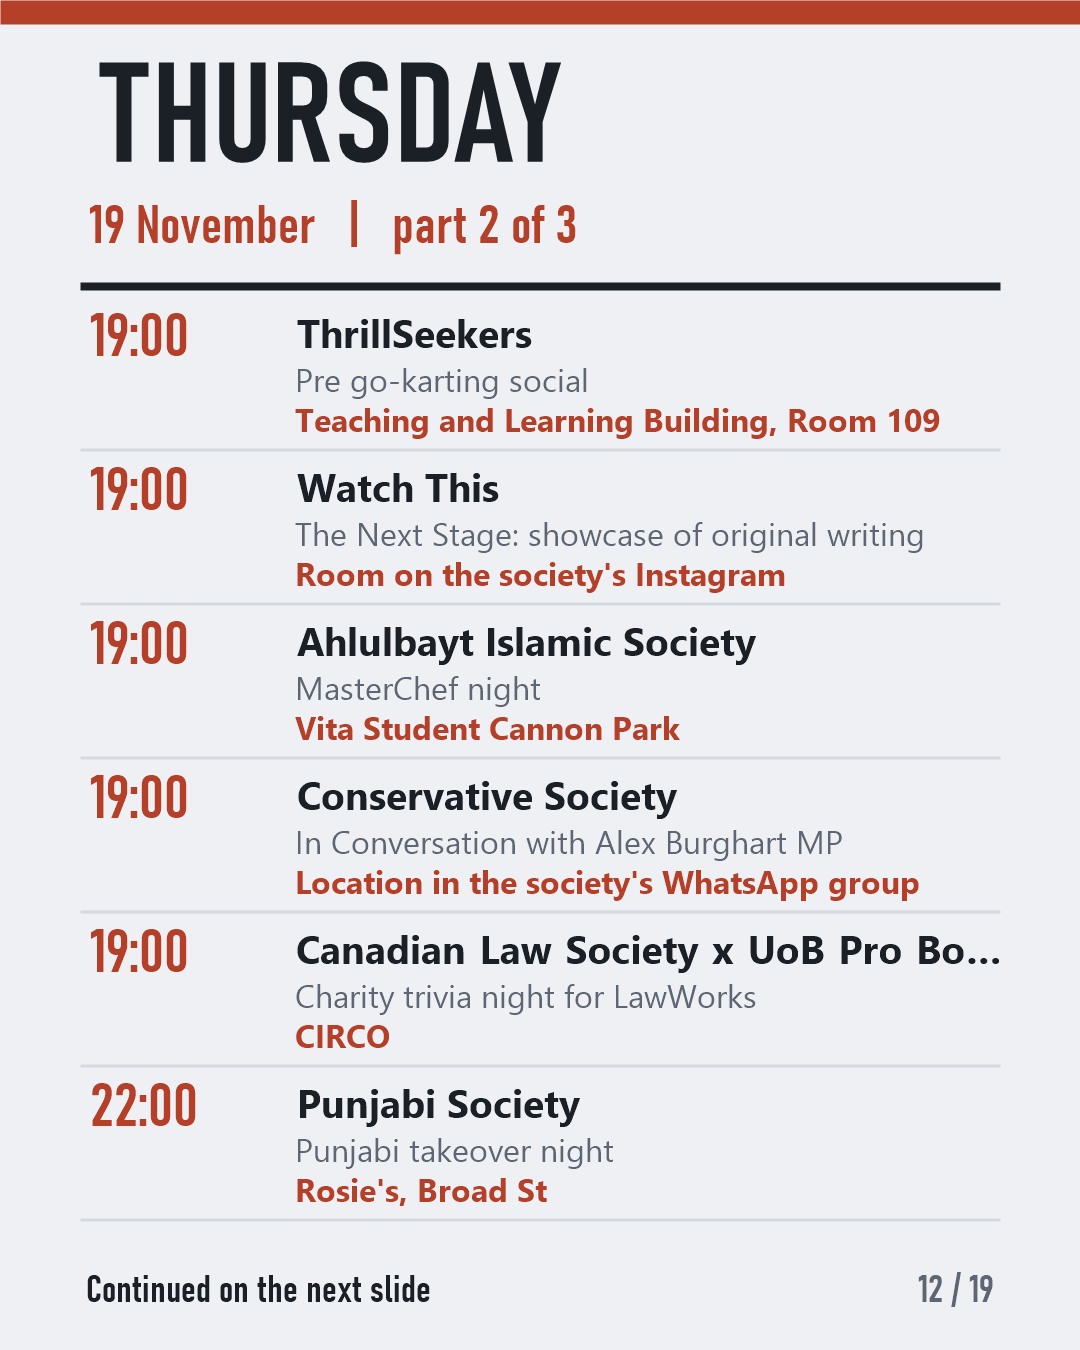 THURSDAY
19 November | part 2 of 3
19:00 ThrillSeekers
Pre go-karting social
Teaching and Learning Building, Room 109
19:00 Watch This
The Next Stage: showcase of original writing
Room on the society's Instagram
19:00 Ahlulbayt Islamic Society
MasterChef night
Vita Student Cannon Park
19:00 Conservative Society
In Conversation with Alex Burghart MP
Location in the society's WhatsApp group
19:00 Canadian Law Society x UoB Pro Bo...
Charity trivia night for LawWorks
CIRCO
22:00 Punjabi Society
Punjabi takeover night
Rosie's, Broad St
Continued on the next slide 12 / 19